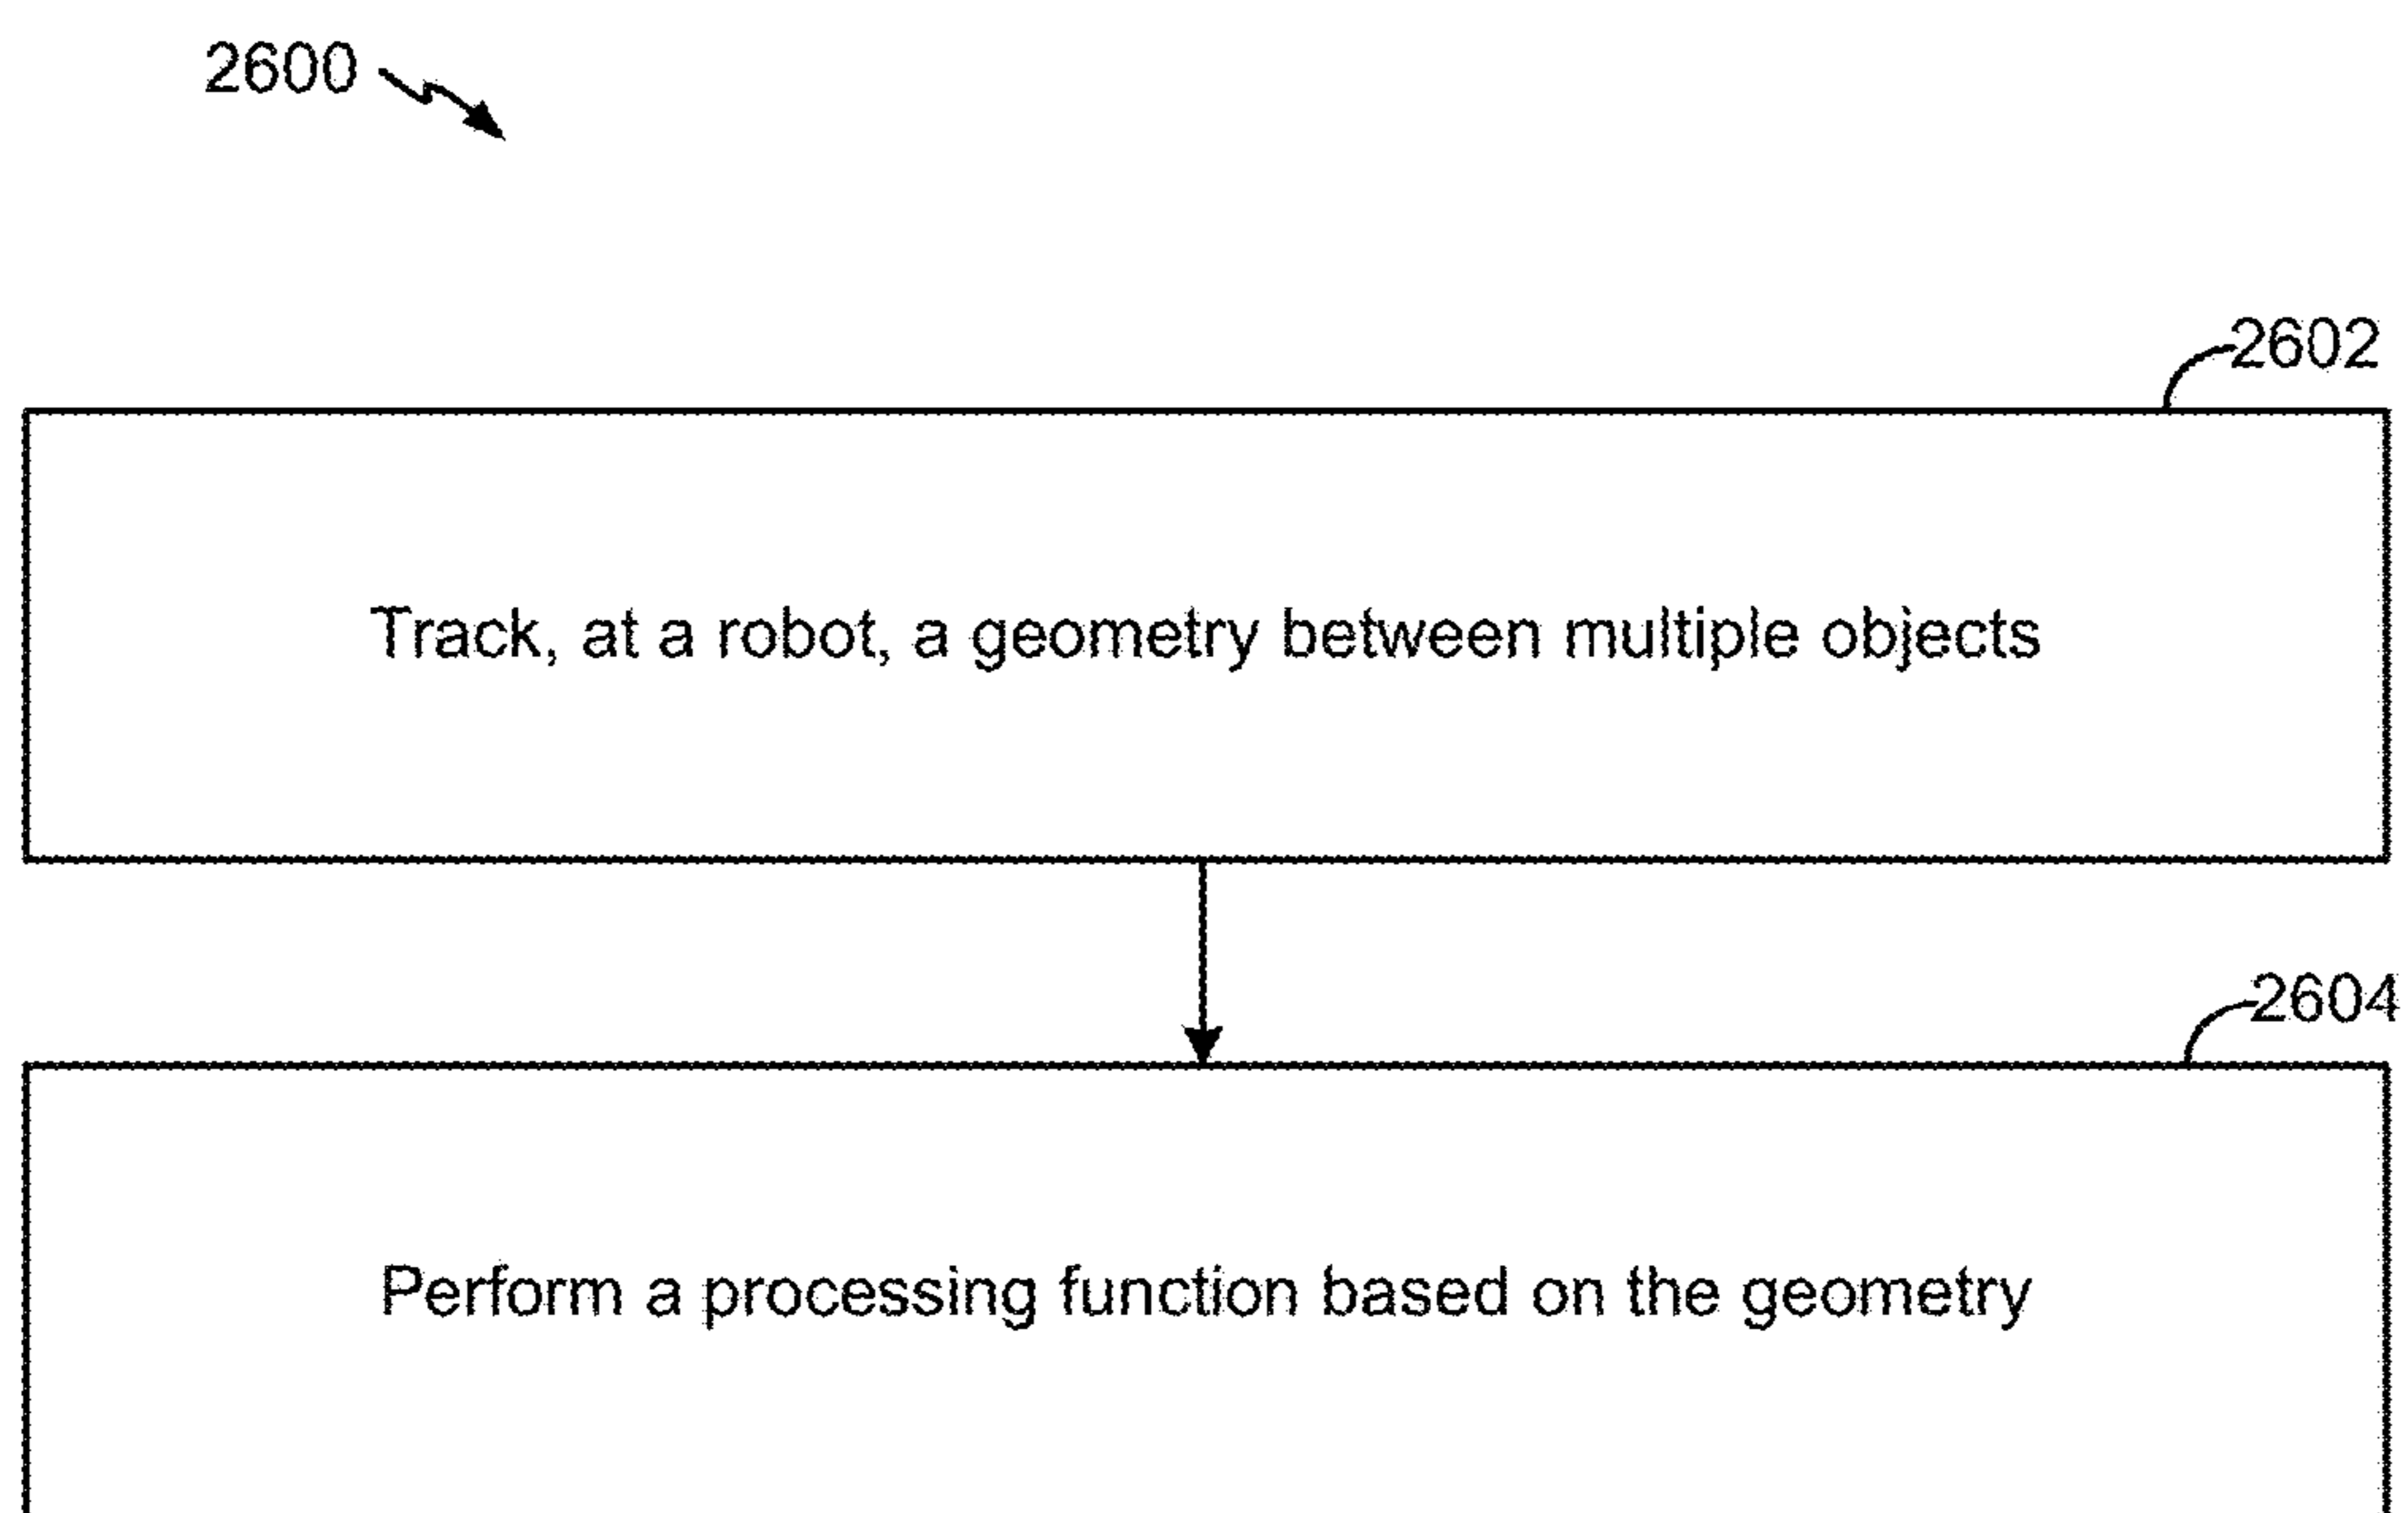 2600
2602
Track, at a robot, a geometry between multiple objects
2604
Perform a processing function based on the geometry